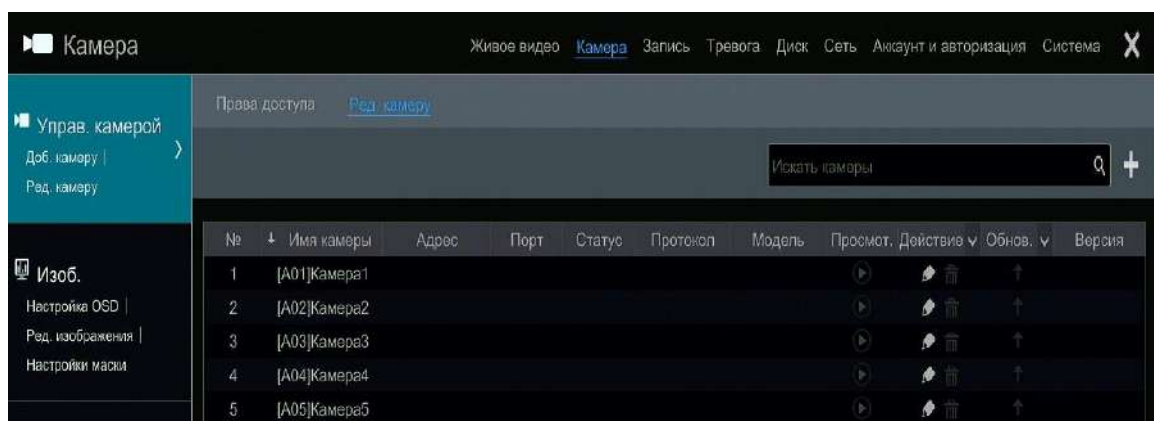 Камера
Живое видео Камера Запись Тревога Диск Сеть Аккаунт и авторизация Система X
Управ. камерой
Доб. камеру |
Ред. камеру
Права доступа Ред. камеру
Искать камеры
№ Имя камеры Адрес Порт Статус Протокол Модель Просмот. Действие Обнов. Версия
1 [A01]Камера1
2 [A02]Камера2
3 [A03]Камера3
4 [A04]Камера4
5 [A05]Камера5
Изоб.
Настройка OSD |
Ред. изображения |
Настройки маски